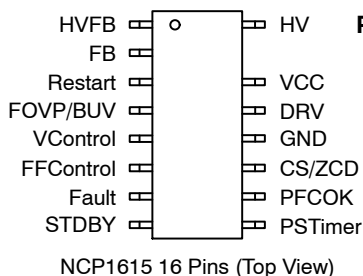 HVFB HV
FB
Restart VCC
FOVP/BUV DRV
VControl GND
FFControl CS/ZCD
Fault PFCOK
STDBY PSTimer
NCP1615 16 Pins (Top View)